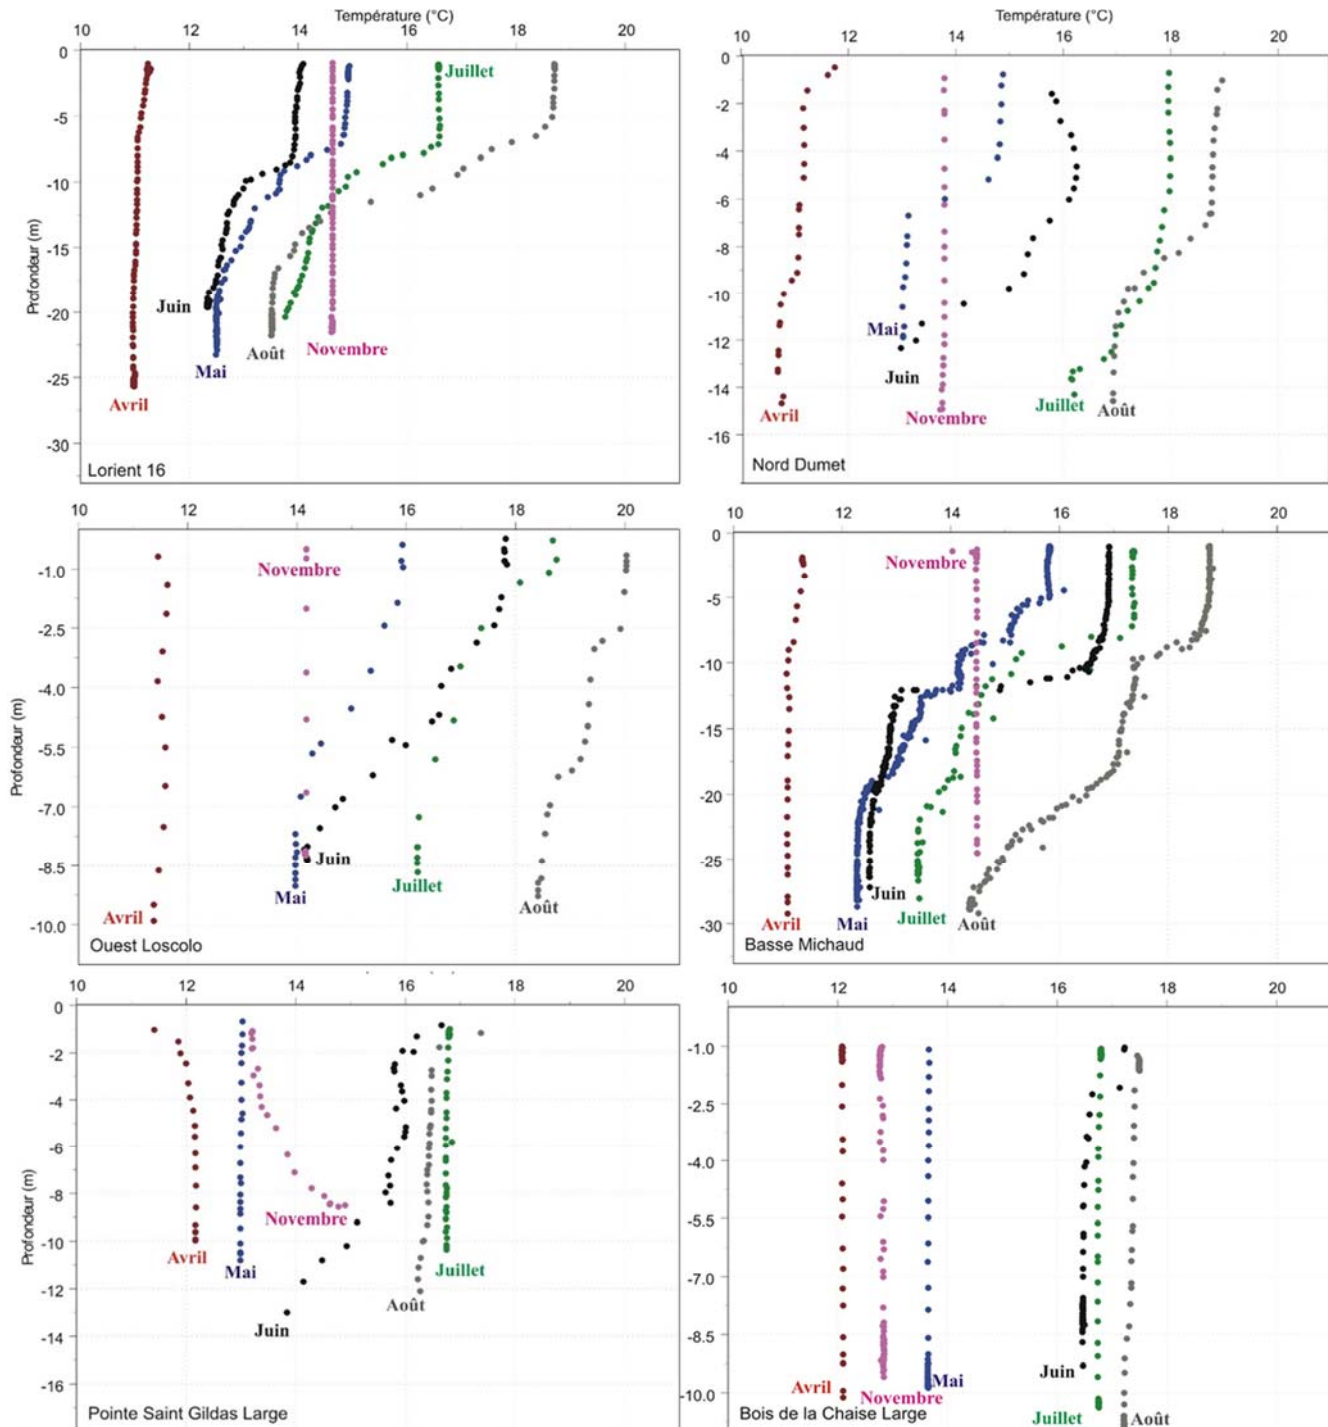 Température (°C)
10 12 14 16 18 20
0
-5
-10
-15
-20
-25
-30
Profondeur (m)
Juillet
Juin
Août
Novembre
Mai
Avril
Lorient 16
Température (°C)
10 12 14 16 18 20
0
-2
-4
-6
-8
-10
-12
-14
-16
Mai
Juin
Novembre
Juillet
Août
Avril
Nord Dumet
10 12 14 16 18 20
-1.0
-2.5
-4.0
-5.5
-7.0
-8.5
-10.0
Profondeur (m)
Novembre
Juin
Mai
Juillet
Août
Avril
Ouest Loscolo
10 12 14 16 18 20
0
-5
-10
-15
-20
-25
-30
Novembre
Juin
Avril
Mai
Juillet
Août
Basse Michaud
10 12 14 16 18 20
0
-2
-4
-6
-8
-10
-12
-14
-16
Profondeur (m)
Novembre
Avril
Mai
Juillet
Août
Juin
Pointe Saint Gildas Large
10 12 14 16 18 20
-1.0
-2.5
-4.0
-5.5
-7.0
-8.5
-10.0
Juin
Mai
Avril
Novembre
Juillet
Août
Bois de la Chaise Large